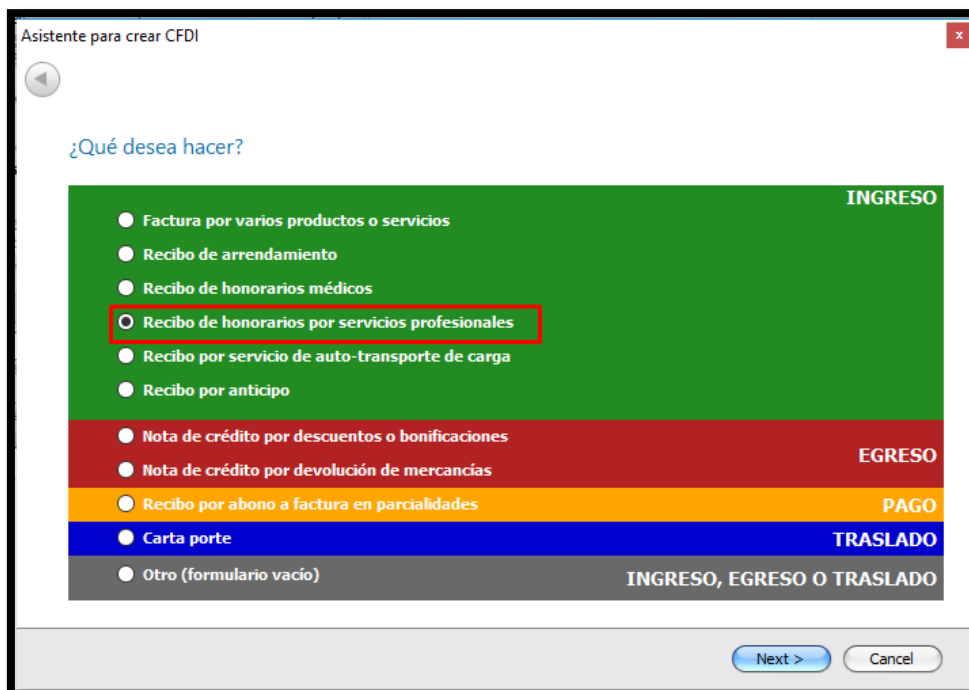 Asistente para crear CFDI
x
¿Qué desea hacer?
INGRESO
Factura por varios productos o servicios
Recibo de arrendamiento
Recibo de honorarios médicos
Recibo de honorarios por servicios profesionales
Recibo por servicio de auto-transporte de carga
Recibo por anticipo
Nota de crédito por descuentos o bonificaciones
EGRESO
Nota de crédito por devolución de mercancías
Recibo por abono a factura en parcialidades PAGO
Carta porte TRASLADO
Otro (formulario vacío) INGRESO, EGRESO O TRASLADO
Next > Cancel